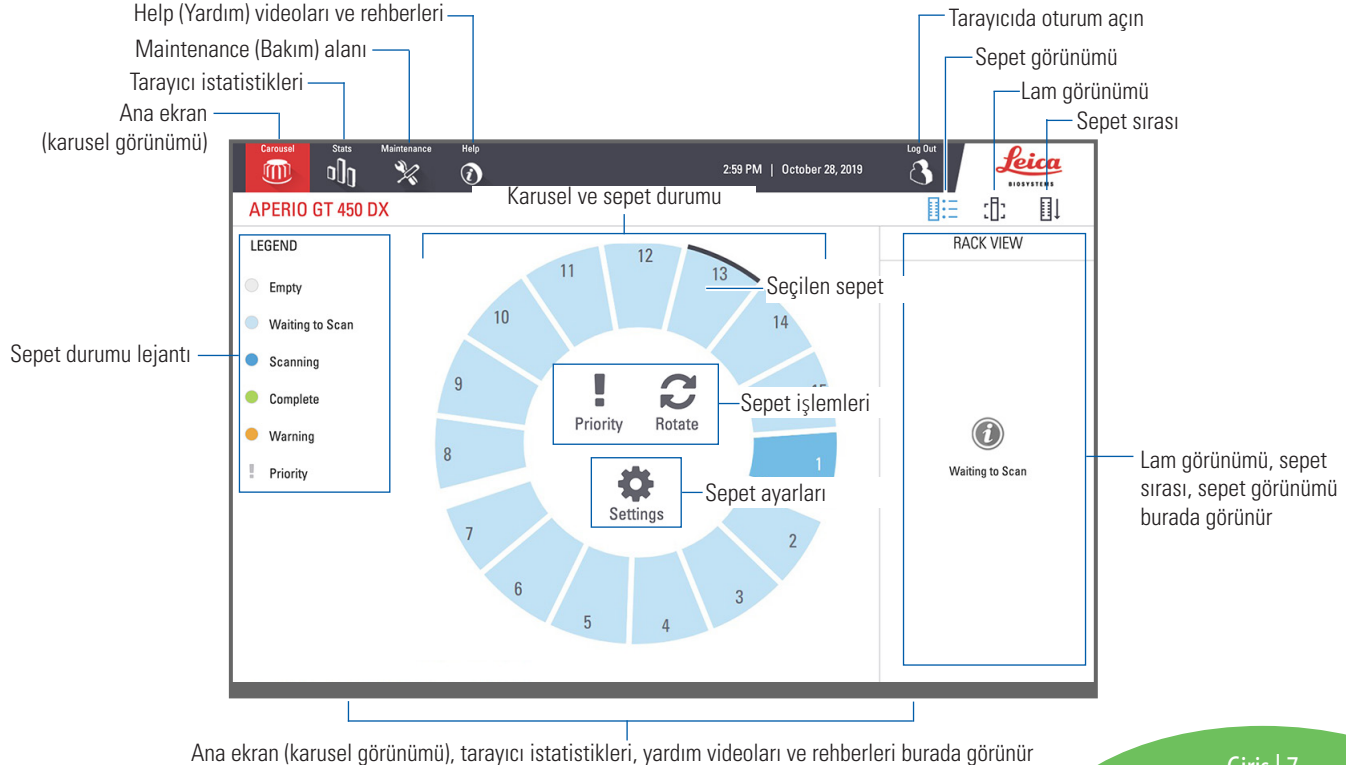 Help (Yardım) videoları ve rehberleri
Maintenance (Bakım) alanı
Tarayıcı istatistikleri
Ana ekran
(karusel görünümü)
Tarayıcıda oturum açın
Sepet görünümü
Lam görünümü
Sepet sırası
Carousel
Stats
Maintenance
Help
2:59 PM | October 28, 2019
Log Out
Leica
BIOSYSTEMS
APERIO GT 450 DX
Karusel ve sepet durumu
LEGEND
Empty
Waiting to Scan
Scanning
Complete
Warning
! Priority
Sepet durumu lejantı
11
12
13
Seçilen sepet
10
14
9
15
Priority
Rotate
Sepet işlemleri
8
1
Settings
Sepet ayarları
7
2
6
3
5
4
RACK VIEW
Waiting to Scan
Lam görünümü, sepet
sırası, sepet görünümü
burada görünür
Ana ekran (karusel görünümü), tarayıcı istatistikleri, yardım videoları ve rehberleri burada görünür